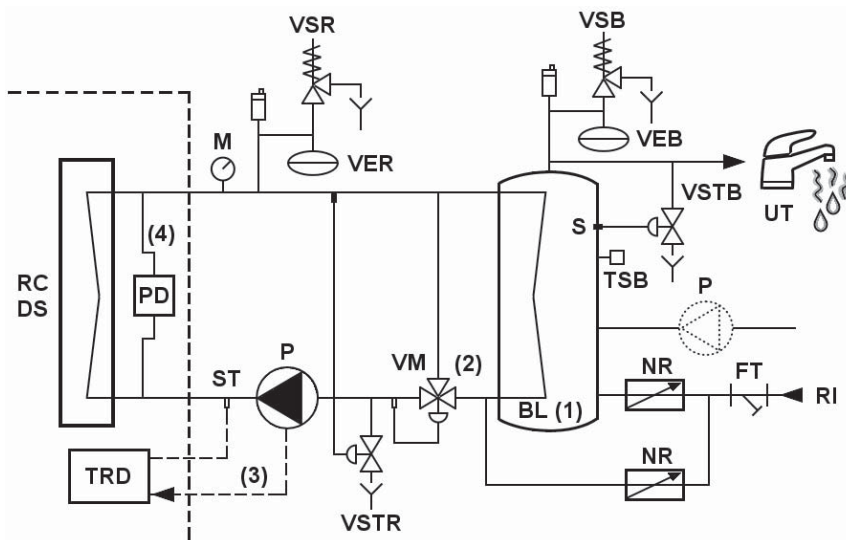 VSR
VSB
M
VER
VEB
VSTB
UT
(4)
S
TSB
RC
DS
PD
P
P
ST
VM
(2)
NR
FT
RI
BL (1)
TRD
(3)
NR
VSTR